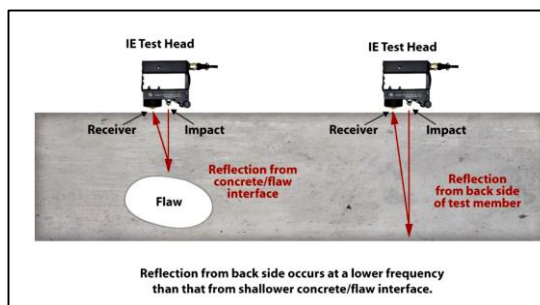 IE Test Head
IE Test Head
Receiver
Impact
Receiver
Impact
Reflection from
concrete/flaw
interface
Flaw
Reflection
from back side
of test member
Reflection from back side occurs at a lower frequency
than that from shallower concrete/flaw interface.